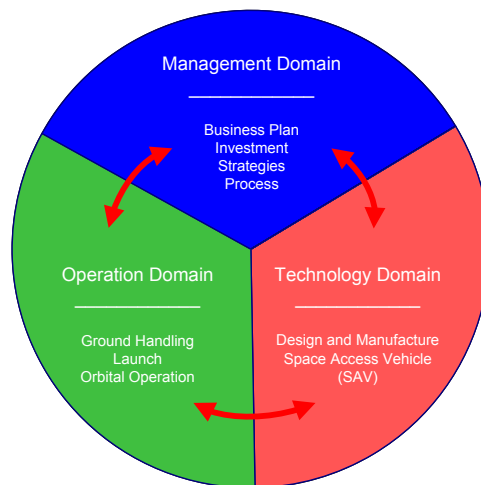 Management Domain
Business Plan
Investment
Strategies
Process
Operation Domain
Ground Handling
Launch
Orbital Operation
Technology Domain
Design and Manufacture
Space Access Vehicle
(SAV)